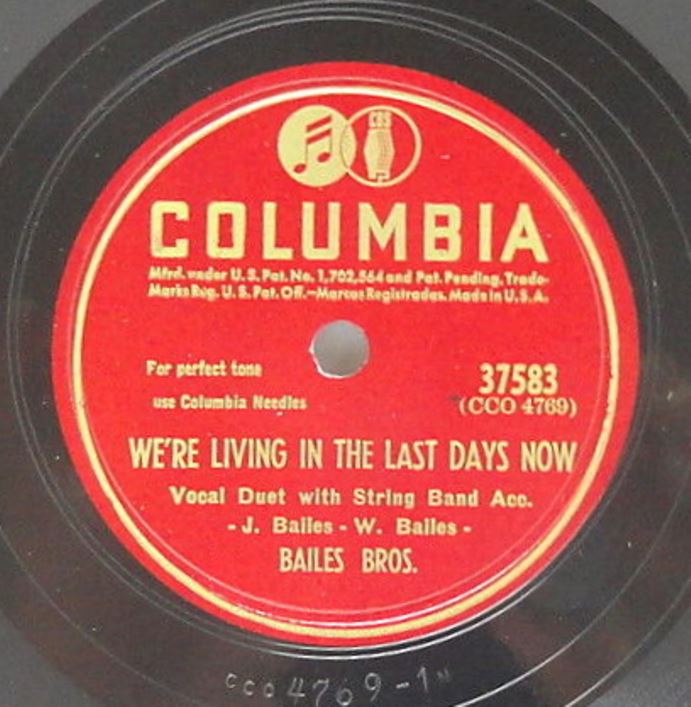 CBS
COLUMBIA
Mfrd. under U.S. Pat. No. 1,702,564 and Pat. Pending. Trade-
Marks Reg. U.S. Pat. Off.—Marcas Registradas. Made in U.S.A.
For perfect tone
use Columbia Needles
37583
(CCO 4769)
WE'RE LIVING IN THE LAST DAYS NOW
Vocal Duet with String Band Acc.
- J. Bailes - W. Bailes -
BAILES BROS.
CCO 4769-1N